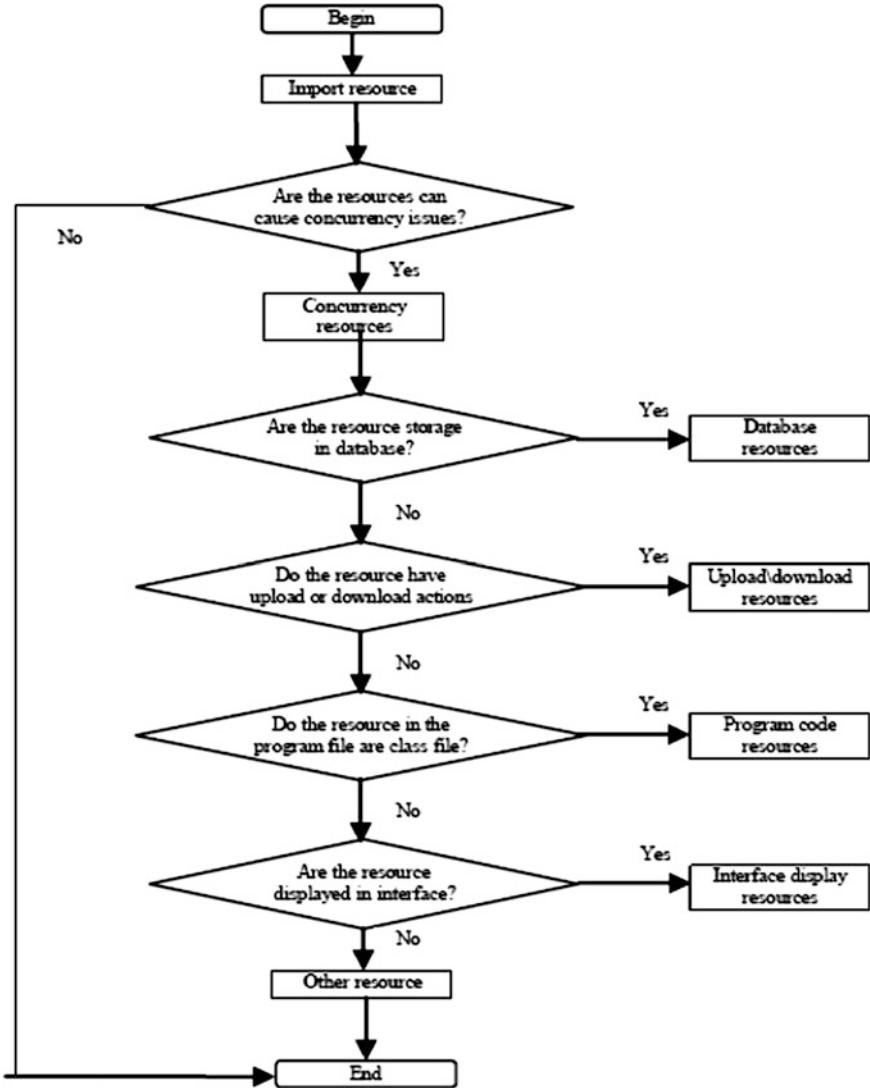 Begin
Import resource
Are the resources can
cause concurrency issues?
No
Yes
Concurrency
resources
Are the resource storage
in database?
Yes
Database
resources
No
Do the resource have
upload or download actions
Yes
Upload\download
resources
No
Do the resource in the
program file are class file?
Yes
Program code
resources
No
Are the resource
displayed in interface?
Yes
Interface display
resources
No
Other resource
End